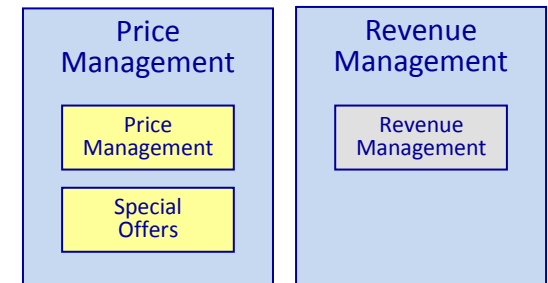 Price
Management
Price
Management
Special
Offers
Revenue
Management
Revenue
Management